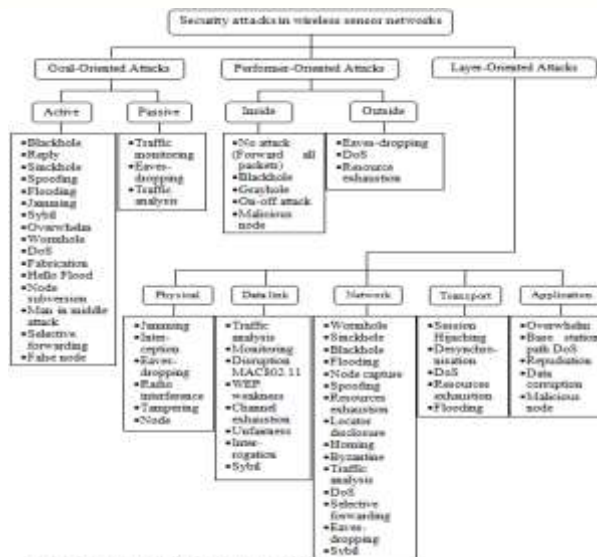 Security attacks in wireless sensor networks
Goal-Oriented Attacks
Performer-Oriented Attacks
Layer-Oriented Attacks
Active
Passive
Inside
Outside
•Blackhole
•Reply
•Sinckhole
•Spoofing
•Flooding
•Jamming
•Sybil
•Overwhelm
•Wormhole
•DoS
•Fabrication
•Hello Flood
•Node
subversion
•Man in middle
attack
•Selective
forwarding
•False node
•Traffic
monitoring
•Eaves-
dropping
•Traffic analysis
•No attack
(Forward all
packets)
•Blackhole
•Grayhole
•On-off attack
•Malicious
node
•Eaves-dropping
•DoS
•Resource
exhaustion
Physical
Data link
Network
Transport
Application
•Jamming
•Inter-
ception
•Eaves-
dropping
•Radio
interference
•Tampering
•Node
•Traffic
analysis
•Monitoring
•Disruption
MAC802.11
•WEP
weakness
•Channel
exhaustion
•Unfairness
•Inter-
rogation
•Sybil
•Wormhole
•Sinckhole
•Blackhole
•Flooding
•Node capture
•Spoofing
•Resources
exhaustion
•Locator
disclosure
•Homing
•Byzantine
•Traffic
analysis
•DoS
•Selective
forwarding
•Eaves-
dropping
•Sybil
•Session
Hijaching
•Desynchro-
nisation
•DoS
•Resources
exhaustion
•Flooding
•Overwhelm
•Base station
path DoS
•Repudiation
•Data
corruption
•Malicious
node